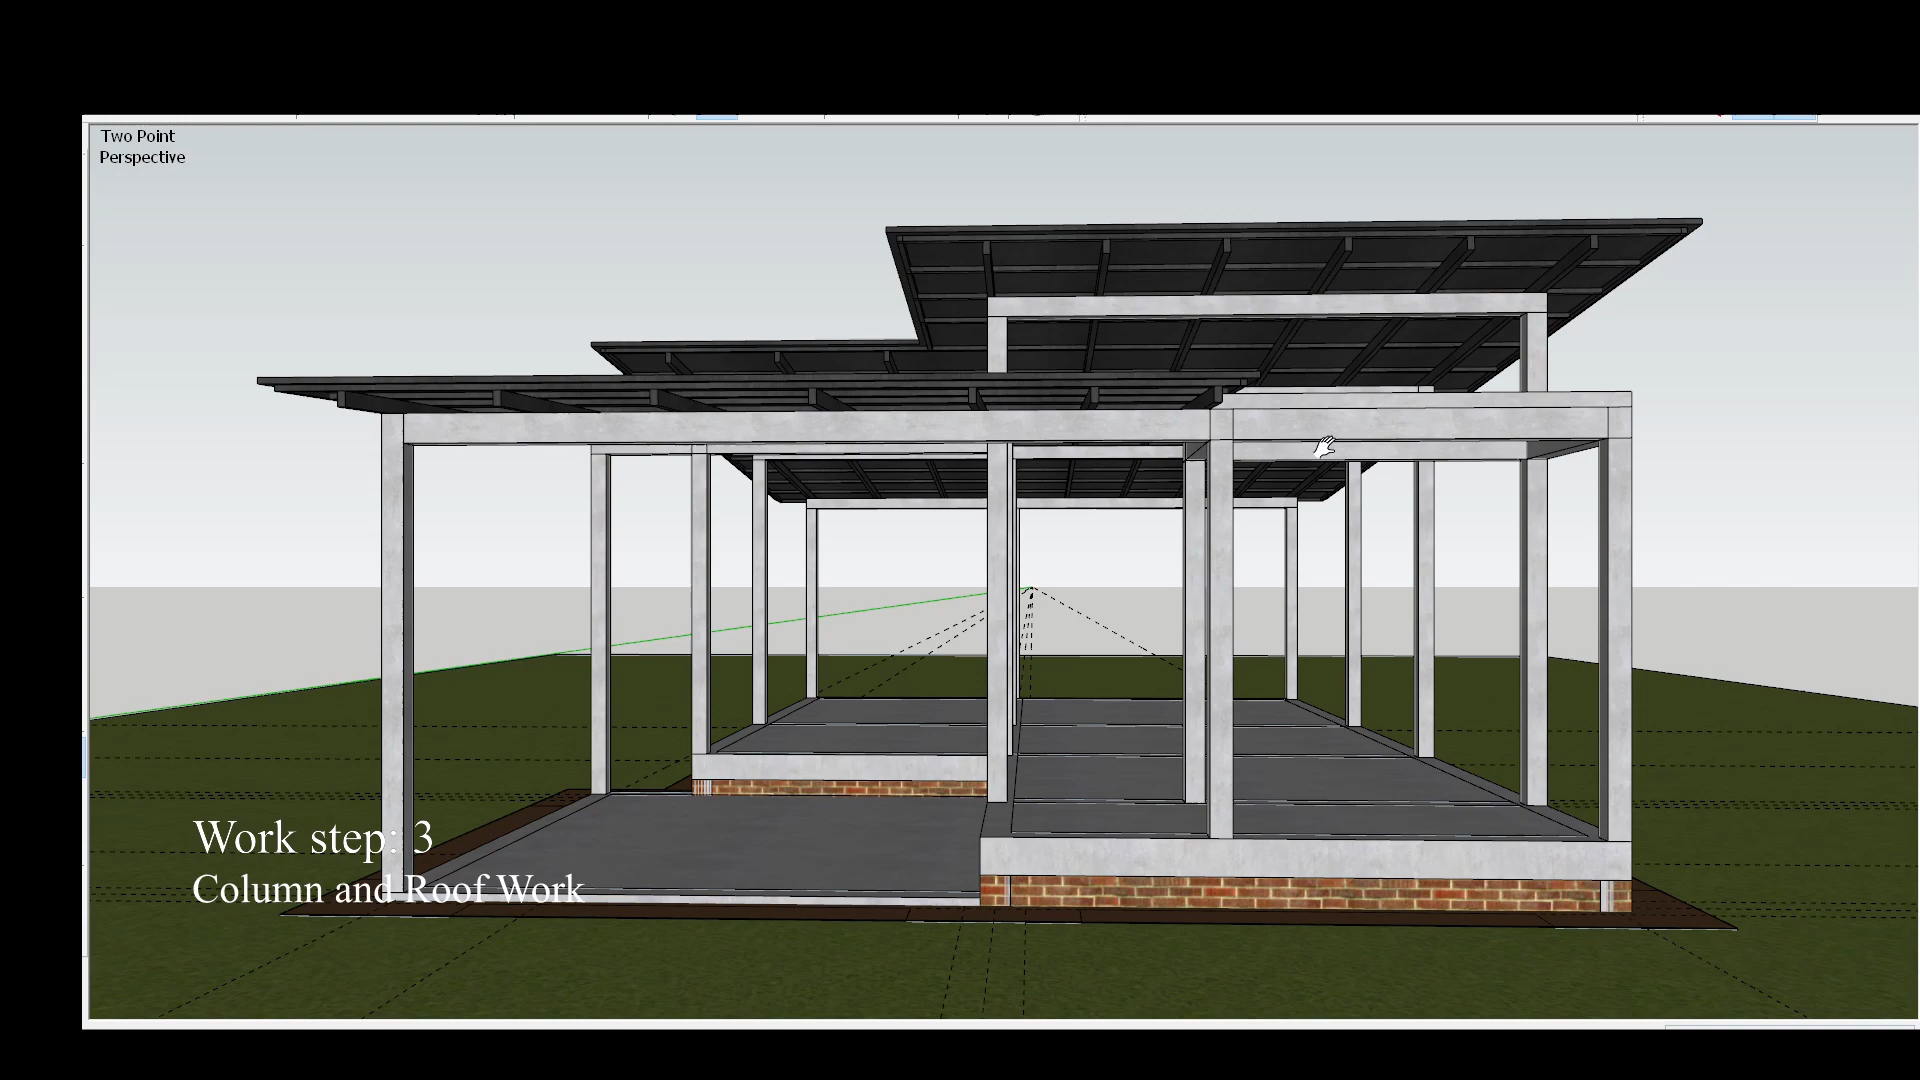 Two Point
Perspective
Work step: 3
Column and Roof Work